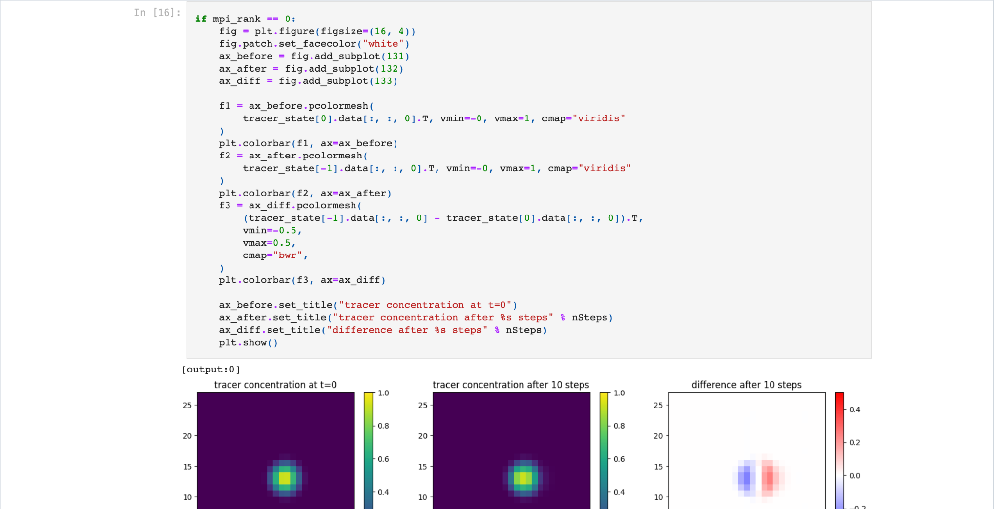 In [16]:
if mpi_rank == 0:
    fig = plt.figure(figsize=(16, 4))
    fig.patch.set_facecolor("white")
    ax_before = fig.add_subplot(131)
    ax_after = fig.add_subplot(132)
    ax_diff = fig.add_subplot(133)

    f1 = ax_before.pcolormesh(
        tracer_state[0].data[:, :, 0].T, vmin=-0, vmax=1, cmap="viridis"
    )
    plt.colorbar(f1, ax=ax_before)
    f2 = ax_after.pcolormesh(
        tracer_state[-1].data[:, :, 0].T, vmin=-0, vmax=1, cmap="viridis"
    )
    plt.colorbar(f2, ax=ax_after)
    f3 = ax_diff.pcolormesh(
        (tracer_state[-1].data[:, :, 0] - tracer_state[0].data[:, :, 0]).T,
        vmin=-0.5,
        vmax=0.5,
        cmap="bwr",
    )
    plt.colorbar(f3, ax=ax_diff)

    ax_before.set_title("tracer concentration at t=0")
    ax_after.set_title("tracer concentration after %s steps" % nSteps)
    ax_diff.set_title("difference after %s steps" % nSteps)
    plt.show()
[output:0]
tracer concentration at t=0
25
20
15
10
1.0
0.8
0.6
0.4
tracer concentration after 10 steps
25
20
15
10
1.0
0.8
0.6
0.4
difference after 10 steps
25
20
15
10
0.4
0.2
0.0
−0.2